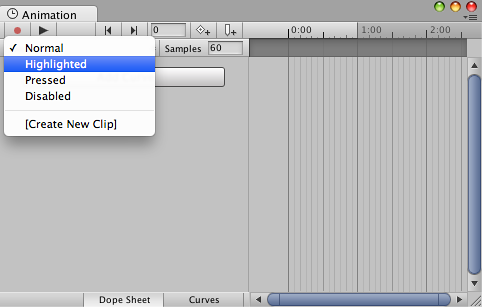 Animation
0
0:00 1:00 2:00
Normal
Samples 60
Highlighted
Pressed
Disabled
[Create New Clip]
Dope Sheet Curves